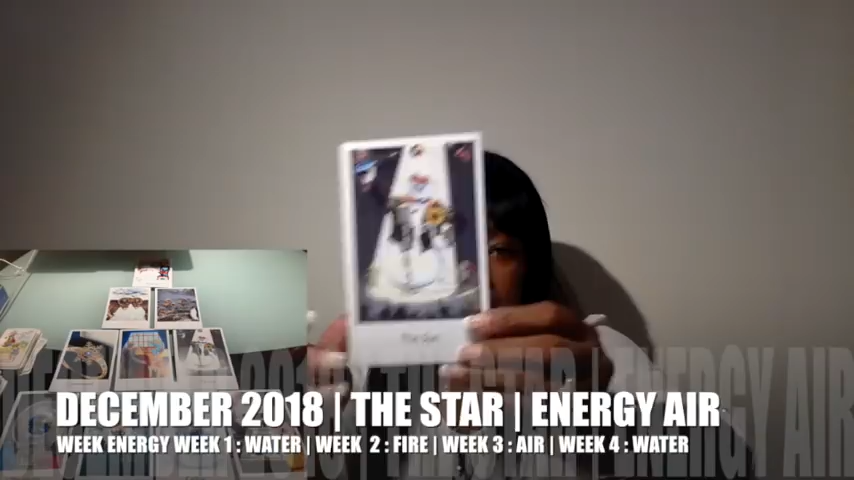 DECEMBER 2018 | THE STAR | ENERGY AIR
WEEK ENERGY WEEK 1 : WATER | WEEK 2 : FIRE | WEEK 3 : AIR | WEEK 4 : WATER